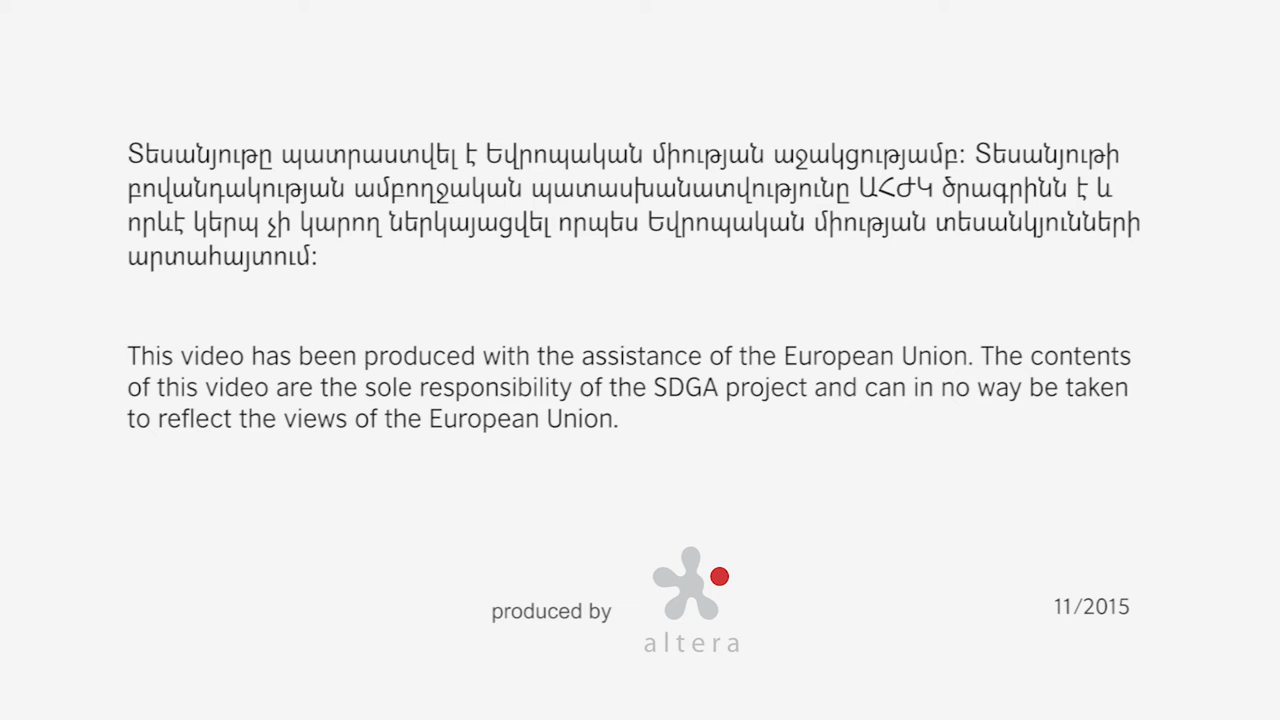 Տեսանյութը պատրաստվել է Եվրոպական միության աջակցությամբ: Տեսանյութի
բովանդակության ամբողջական պատասխանատվությունը ԱՀԺԿ ծրագրինն է և
որևէ կերպ չի կարող ներկայացվել որպես Եվրոպական միության տեսանկյունների
արտահայտում:
This video has been produced with the assistance of the European Union. The contents
of this video are the sole responsibility of the SDGA project and can in no way be taken
to reflect the views of the European Union.
produced by
altera
11/2015